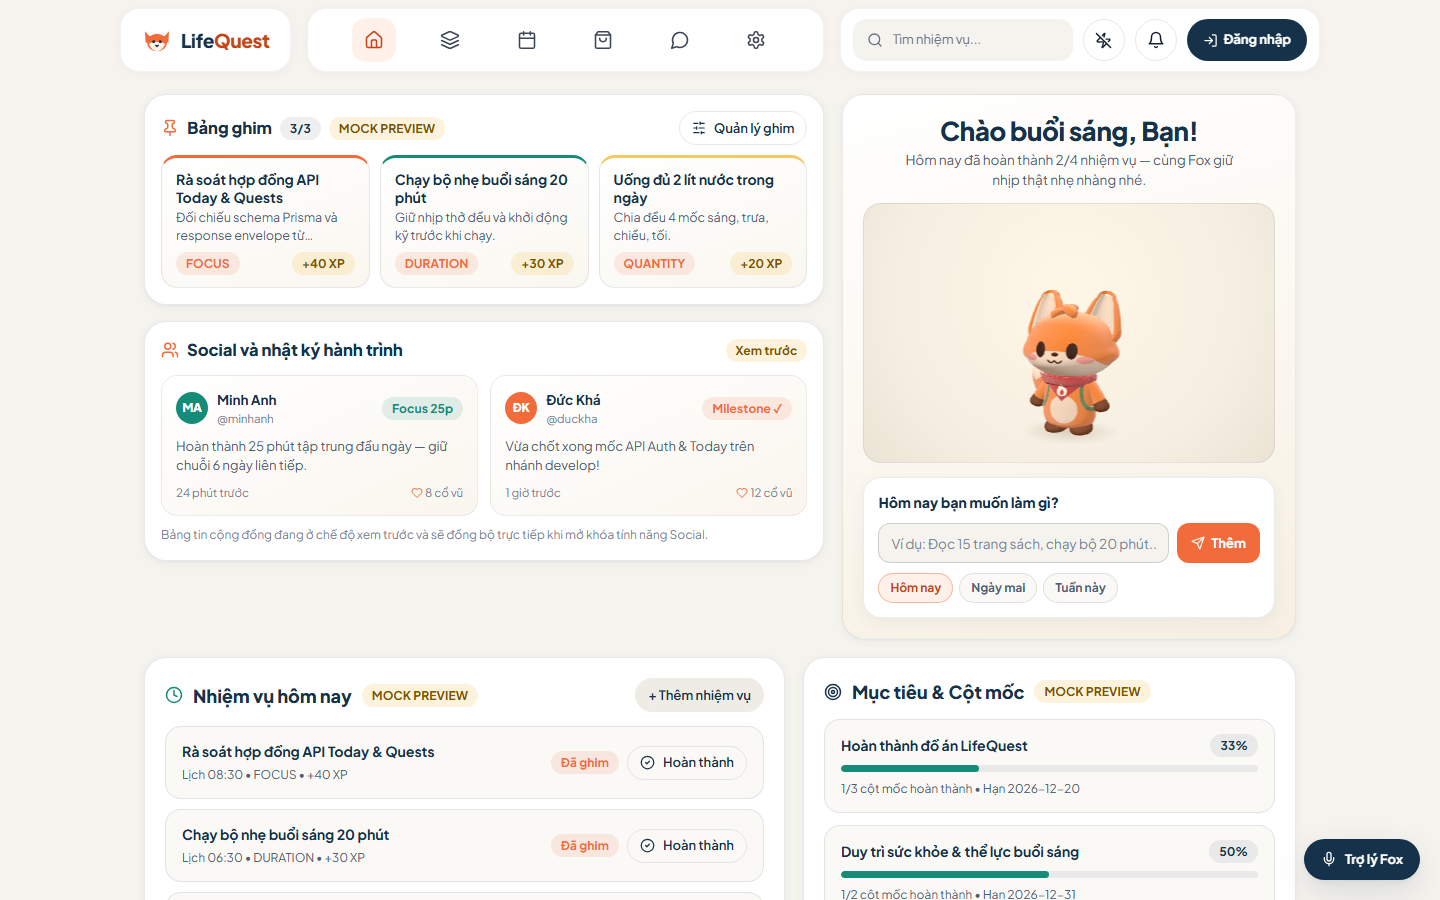 LifeQuest
Tìm nhiệm vụ...
Đăng nhập
Bảng ghim
3/3
MOCK PREVIEW
Quản lý ghim
Rà soát hợp đồng API
Today & Quests
Đối chiếu schema Prisma và
response envelope từ...
FOCUS
+40 XP
Chạy bộ nhẹ buổi sáng 20
phút
Giữ nhịp thở đều và khởi động
kỹ trước khi chạy.
DURATION
+30 XP
Uống đủ 2 lít nước trong
ngày
Chia đều 4 mốc sáng, trưa,
chiều, tối.
QUANTITY
+20 XP
Social và nhật ký hành trình
Xem trước
MA
Minh Anh
@minhanh
Focus 25p
Hoàn thành 25 phút tập trung đầu ngày — giữ
chuỗi 6 ngày liên tiếp.
24 phút trước
8 cổ vũ
ĐK
Đức Khá
@duckha
Milestone ✓
Vừa chốt xong mốc API Auth & Today trên
nhánh develop!
1 giờ trước
12 cổ vũ
Bảng tin cộng đồng đang ở chế độ xem trước và sẽ đồng bộ trực tiếp khi mở khóa tính năng Social.
Chào buổi sáng, Bạn!
Hôm nay đã hoàn thành 2/4 nhiệm vụ — cùng Fox giữ
nhịp thật nhẹ nhàng nhé.
Hôm nay bạn muốn làm gì?
Ví dụ: Đọc 15 trang sách, chạy bộ 20 phút..
Thêm
Hôm nay
Ngày mai
Tuần này
Nhiệm vụ hôm nay
MOCK PREVIEW
+ Thêm nhiệm vụ
Rà soát hợp đồng API Today & Quests
Lịch 08:30 • FOCUS • +40 XP
Đã ghim
Hoàn thành
Chạy bộ nhẹ buổi sáng 20 phút
Lịch 06:30 • DURATION • +30 XP
Đã ghim
Hoàn thành
Mục tiêu & Cột mốc
MOCK PREVIEW
Hoàn thành đồ án LifeQuest
33%
1/3 cột mốc hoàn thành • Hạn 2026-12-20
Duy trì sức khỏe & thể lực buổi sáng
50%
1/2 cột mốc hoàn thành • Hạn 2026-12-31
Trợ lý Fox